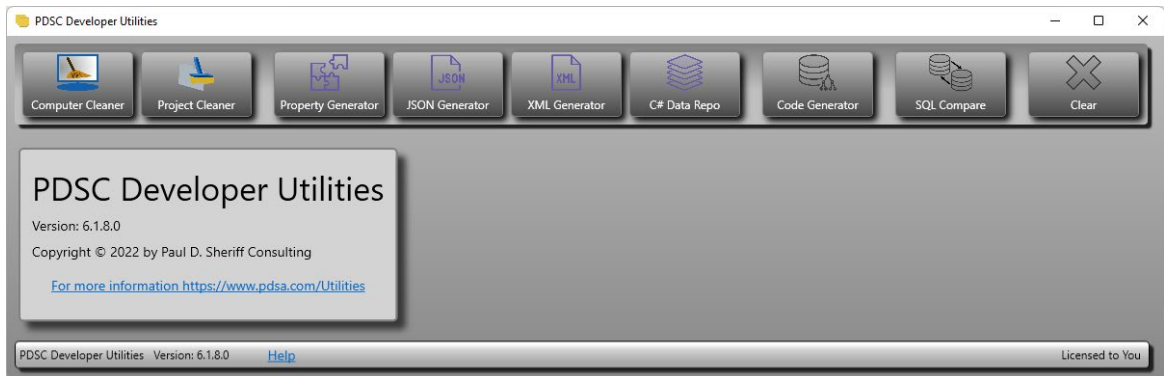 PDSC Developer Utilities
Computer Cleaner
Project Cleaner
Property Generator
JSON
JSON Generator
XML
XML Generator
C# Data Repo
Code Generator
SQL Compare
Clear
PDSC Developer Utilities
Version: 6.1.8.0
Copyright © 2022 by Paul D. Sheriff Consulting
For more information https://www.pdsa.com/Utilities
PDSC Developer Utilities Version: 6.1.8.0 Help Licensed to You